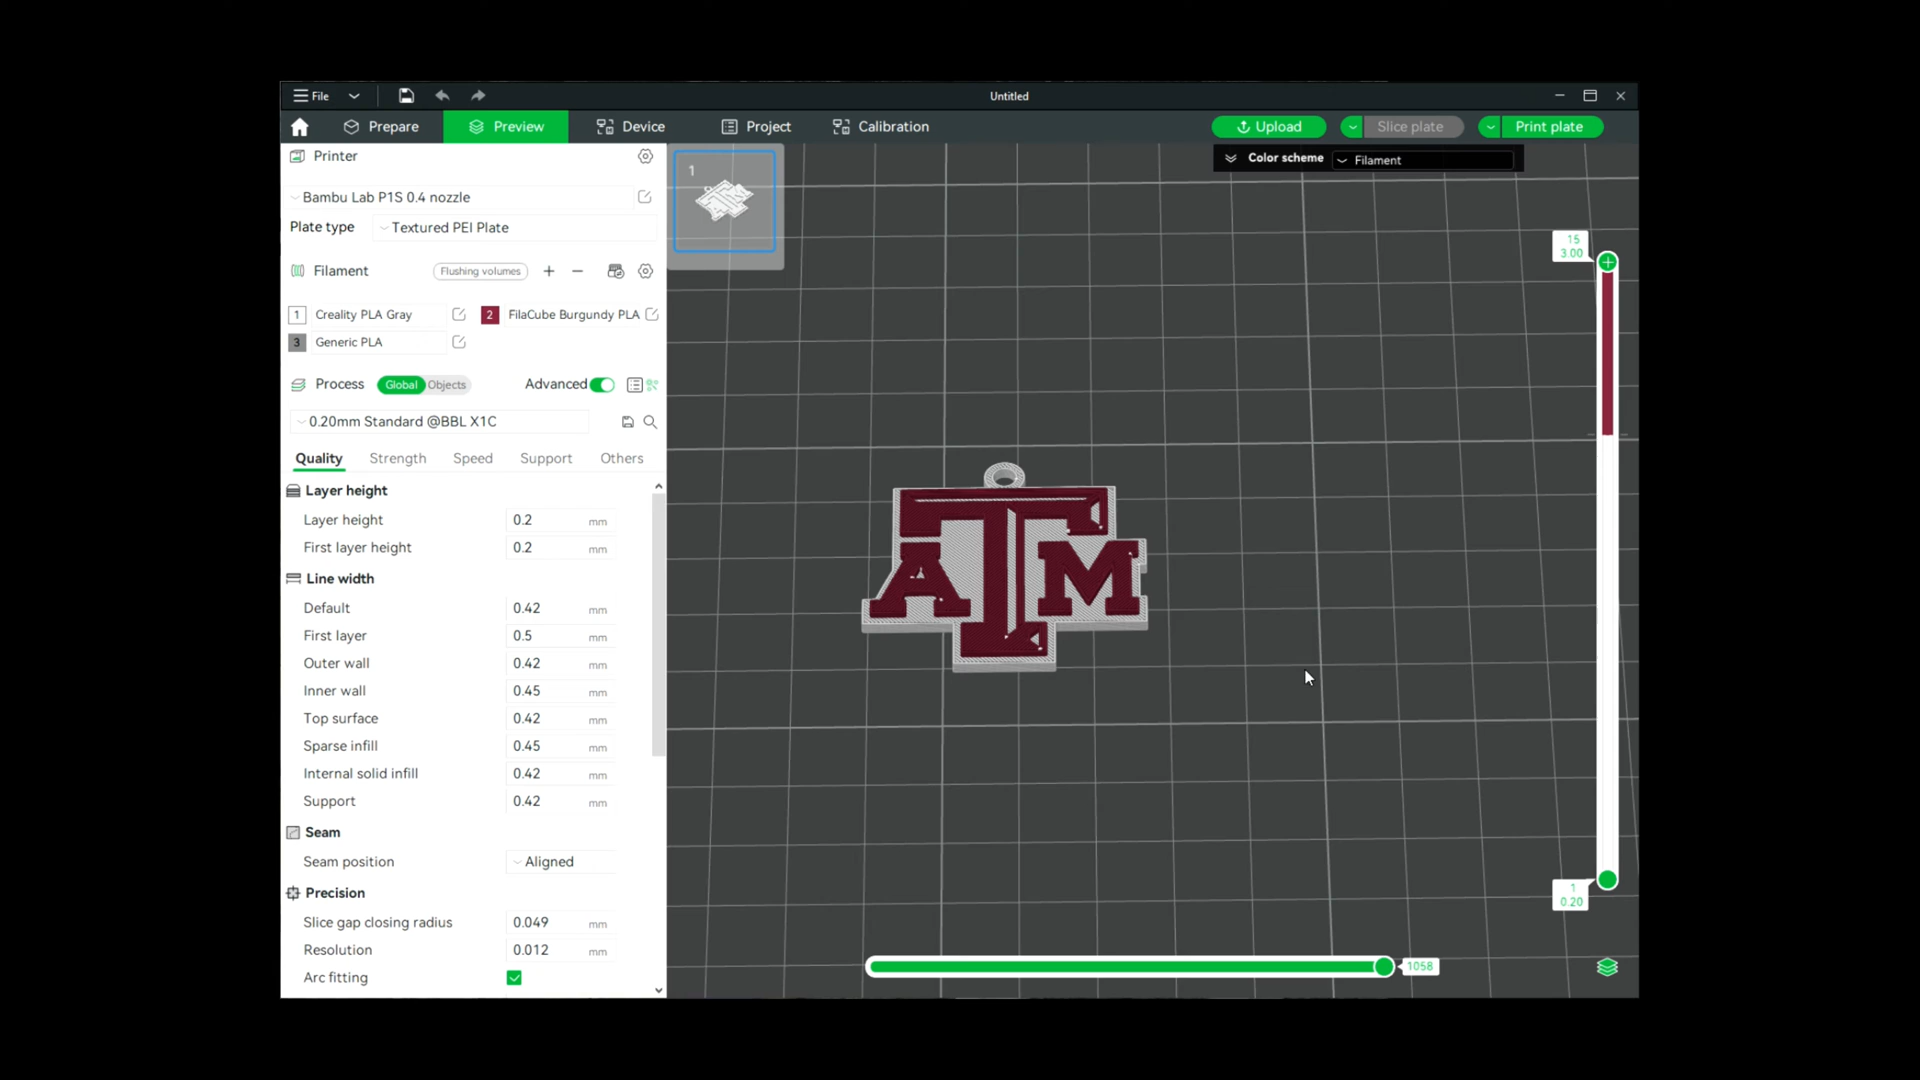 File
Untitled
Prepare
Preview
Device
Project
Calibration
Upload
Slice plate
Print plate
Printer
Color scheme
Filament
1
Bambu Lab P1S 0.4 nozzle
Plate type
Textured PEI Plate
15
3.00
Filament
Flushing volumes
1 Creality PLA Gray
2 FilaCube Burgundy PLA
3 Generic PLA
Process
Global
Objects
Advanced
0.20mm Standard @BBL X1C
Quality
Strength
Speed
Support
Others
Layer height
Layer height 0.2 mm
First layer height 0.2 mm
Line width
Default 0.42 mm
First layer 0.5 mm
Outer wall 0.42 mm
Inner wall 0.45 mm
Top surface 0.42 mm
Sparse infill 0.45 mm
Internal solid infill 0.42 mm
Support 0.42 mm
Seam
Seam position Aligned
Precision
Slice gap closing radius 0.049 mm
Resolution 0.012 mm
Arc fitting
ATM
1
0.20
1058